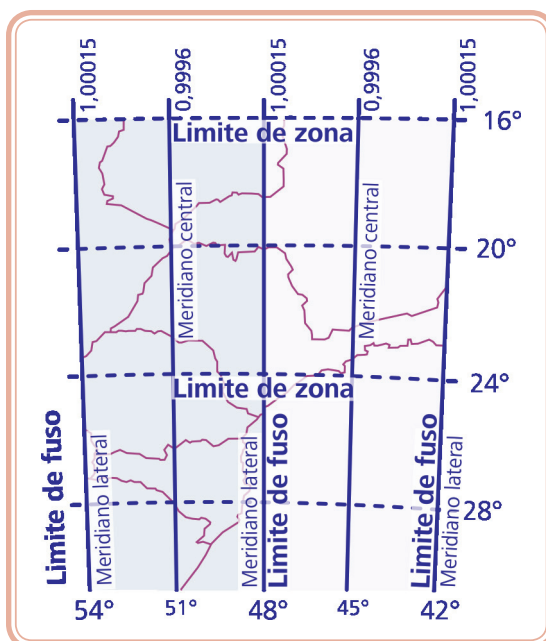 1,00015
0,9996
1,00015
0,9996
1,00015
16°
Limite de zona
Meridiano central
Meridiano central
20°
Limite de zona
24°
Limite de fuso
Meridiano lateral
Meridiano lateral
Limite de fuso
Limite de fuso
Meridiano lateral
28°
54°
51°
48°
45°
42°